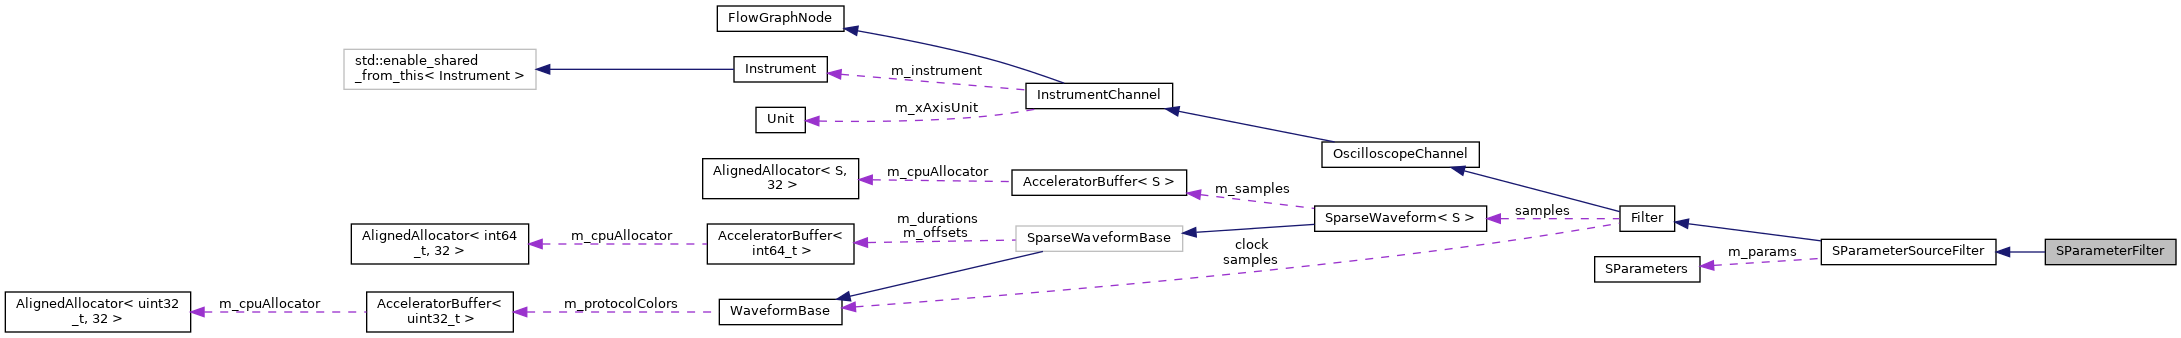 FlowGraphNode
std::enable_shared
_from_this< Instrument >
Instrument
m_instrument
InstrumentChannel
m_xAxisUnit
Unit
OscilloscopeChannel
AlignedAllocator< S,
32 >
m_cpuAllocator
AcceleratorBuffer< S >
m_samples
SparseWaveform< S >
samples
Filter
AlignedAllocator< int64
_t, 32 >
m_cpuAllocator
AcceleratorBuffer<
int64_t >
m_durations
m_offsets
SparseWaveformBase
clock
samples
SParameters
m_params
SParameterSourceFilter
SParameterFilter
AlignedAllocator< uint32
_t, 32 >
m_cpuAllocator
AcceleratorBuffer<
uint32_t >
m_protocolColors
WaveformBase